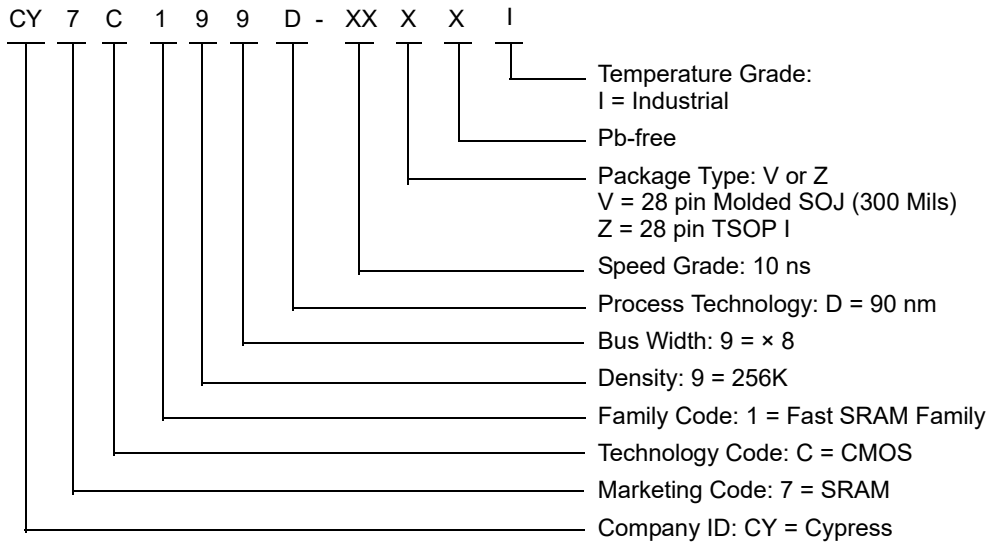 CY 7 C 1 9 9 D - XX X X I
Temperature Grade:
I = Industrial
Pb-free
Package Type: V or Z
V = 28 pin Molded SOJ (300 Mils)
Z = 28 pin TSOP I
Speed Grade: 10 ns
Process Technology: D = 90 nm
Bus Width: 9 = × 8
Density: 9 = 256K
Family Code: 1 = Fast SRAM Family
Technology Code: C = CMOS
Marketing Code: 7 = SRAM
Company ID: CY = Cypress